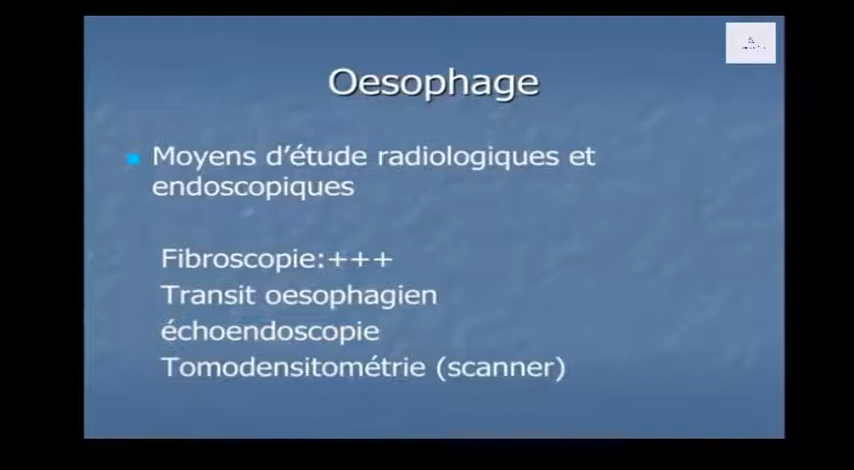 Oesophage
Moyens d'étude radiologiques et
endoscopiques
Fibroscopie:+++
Transit oesophagien
échoendoscopie
Tomodensitométrie (scanner)